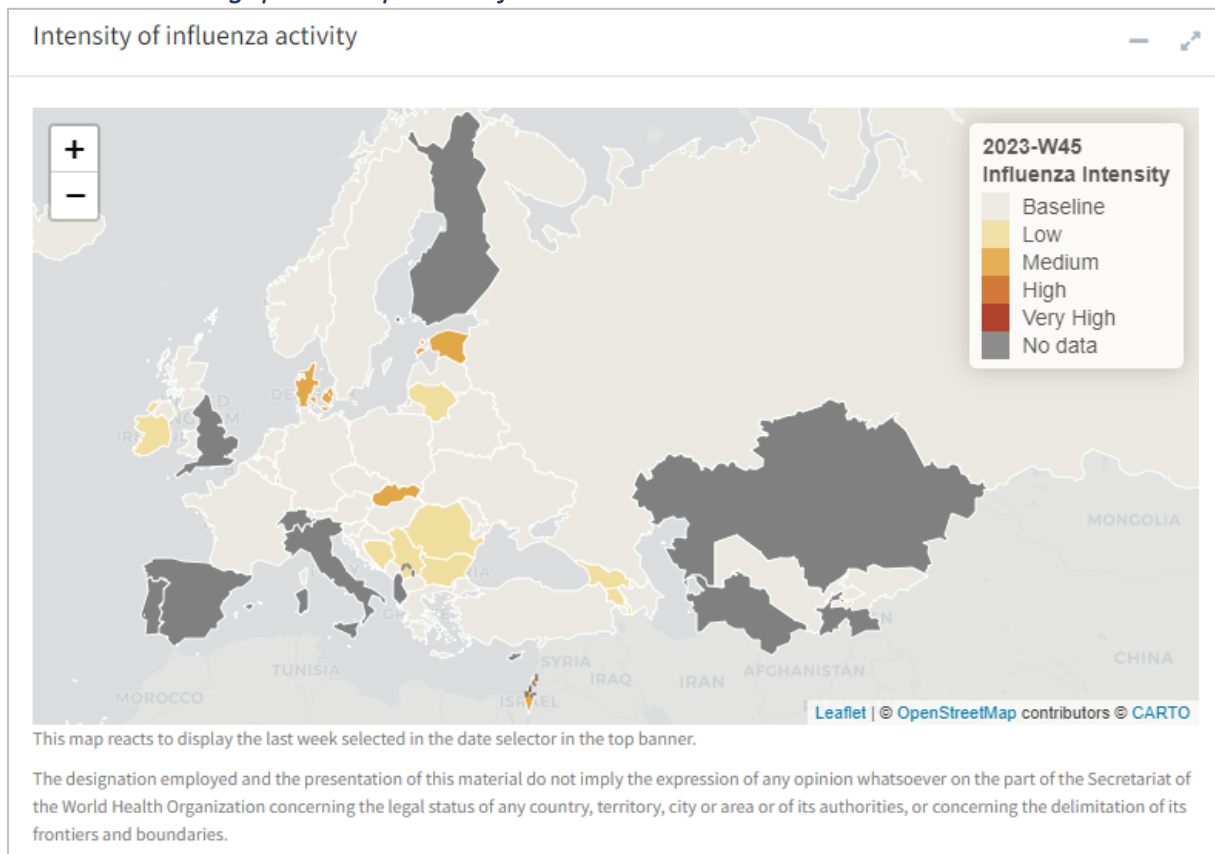 Intensity of influenza activity
+
−
2023-W45
Influenza Intensity
Baseline
Low
Medium
High
Very High
No data
MONGOLIA
TUNISIA
SYRIA
IRAQ
IRAN
AFGHANISTAN
CHINA
MOROCCO
ISRAEL
Leaflet | © OpenStreetMap contributors © CARTO
This map reacts to display the last week selected in the date selector in the top banner.
The designation employed and the presentation of this material do not imply the expression of any opinion whatsoever on the part of the Secretariat of
the World Health Organization concerning the legal status of any country, territory, city or area or of its authorities, or concerning the delimitation of its
frontiers and boundaries.